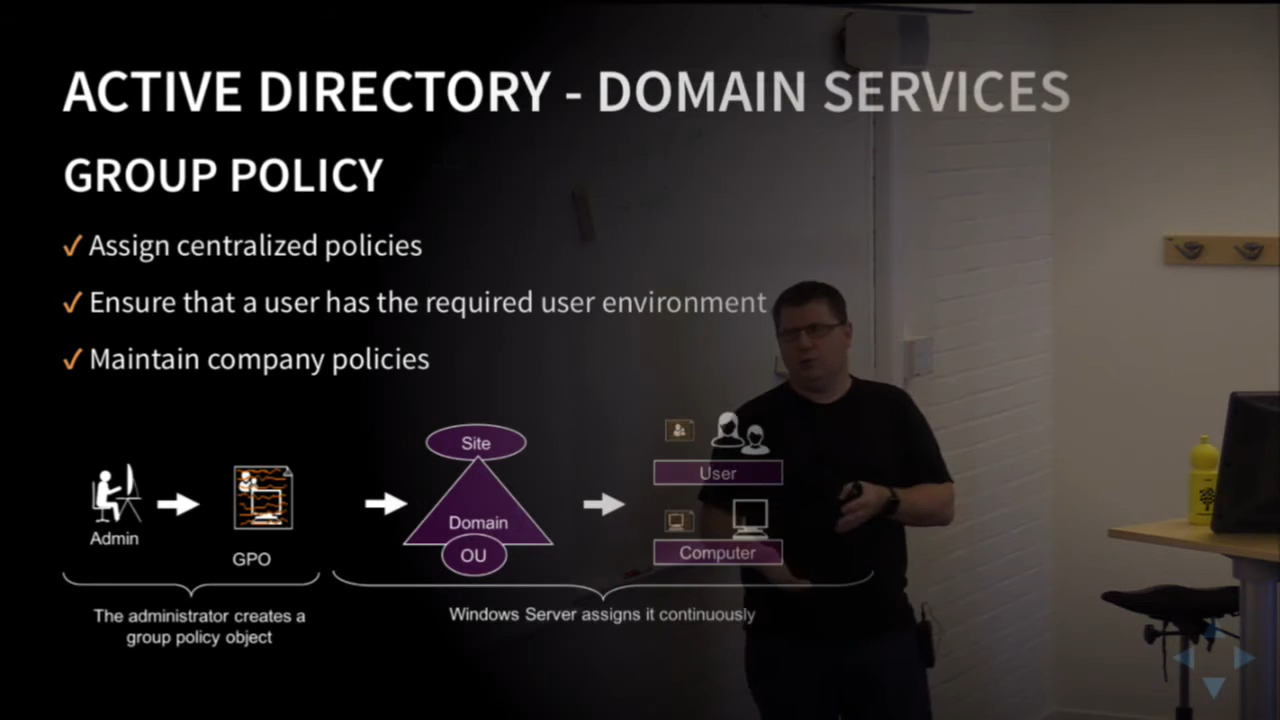 ACTIVE DIRECTORY - DOMAIN SERVICES
GROUP POLICY
✓ Assign centralized policies
✓ Ensure that a user has the required user environment
✓ Maintain company policies
Site
Domain
OU
User
Computer
Admin
GPO
The administrator creates a
group policy object
Windows Server assigns it continuously